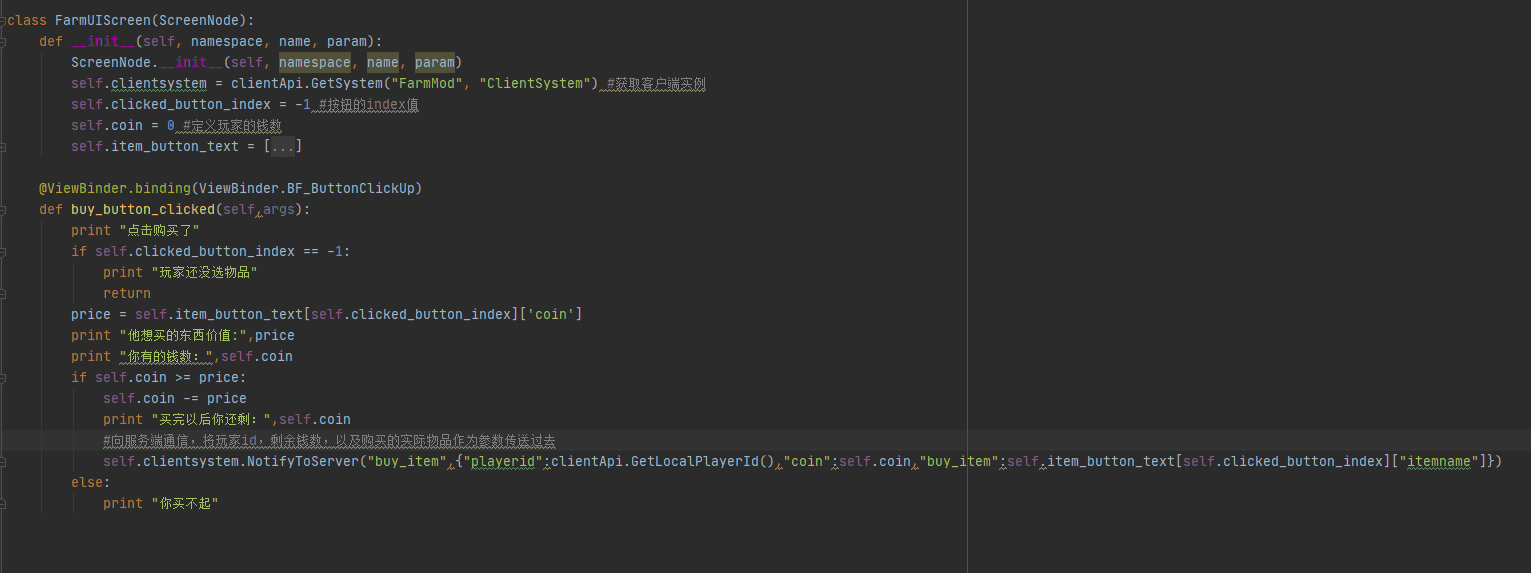 class FarmUIScreen(ScreenNode):
    def __init__(self, namespace, name, param):
        ScreenNode.__init__(self, namespace, name, param)
        self.clientsystem = clientApi.GetSystem("FarmMod", "ClientSystem") #获取客户端实例
        self.clicked_button_index = -1 #按钮的index值
        self.coin = 0 #定义玩家的钱数
        self.item_button_text = [...]
    @ViewBinder.binding(ViewBinder.BF_ButtonClickUp)
    def buy_button_clicked(self,args):
        print "点击购买了"
        if self.clicked_button_index == -1:
            print "玩家还没选物品"
            return
        price = self.item_button_text[self.clicked_button_index]['coin']
        print "他想买的东西价值:",price
        print "你有的钱数：",self.coin
        if self.coin >= price:
            self.coin -= price
            print "买完以后你还剩：",self.coin
            #向服务端通信，将玩家id，剩余钱数，以及购买的实际物品作为参数传送过去
            self.clientsystem.NotifyToServer("buy_item",{"playerid":clientApi.GetLocalPlayerId(),"coin":self.coin,"buy_item":self.item_button_text[self.clicked_button_index]["itemname"]})
        else:
            print "你买不起"